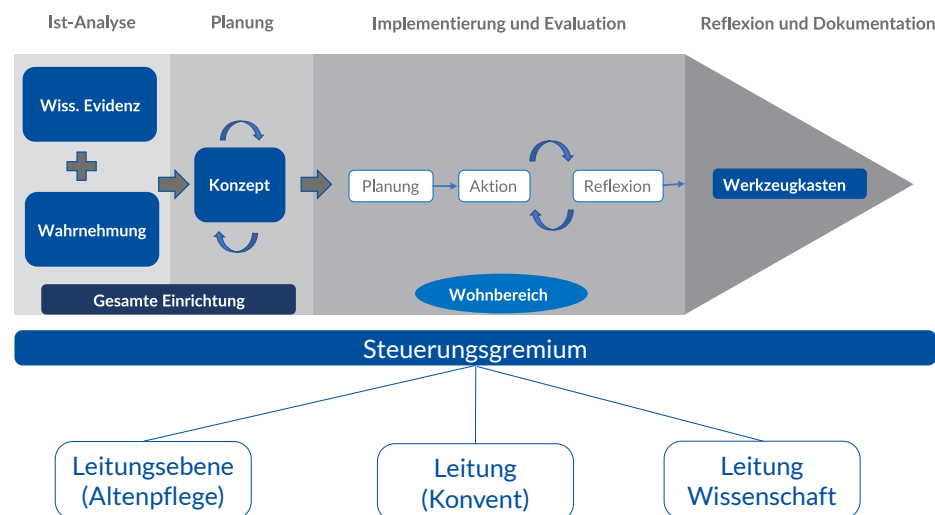 Ist-Analyse
Planung
Implementierung und Evaluation
Reflexion und Dokumentation
Wiss. Evidenz
Wahrnehmung
Konzept
Planung
Aktion
Reflexion
Werkzeugkasten
Gesamte Einrichtung
Wohnbereich
Steuerungsgremium
Leitungsebene
(Altenpflege)
Leitung
(Konvent)
Leitung
Wissenschaft